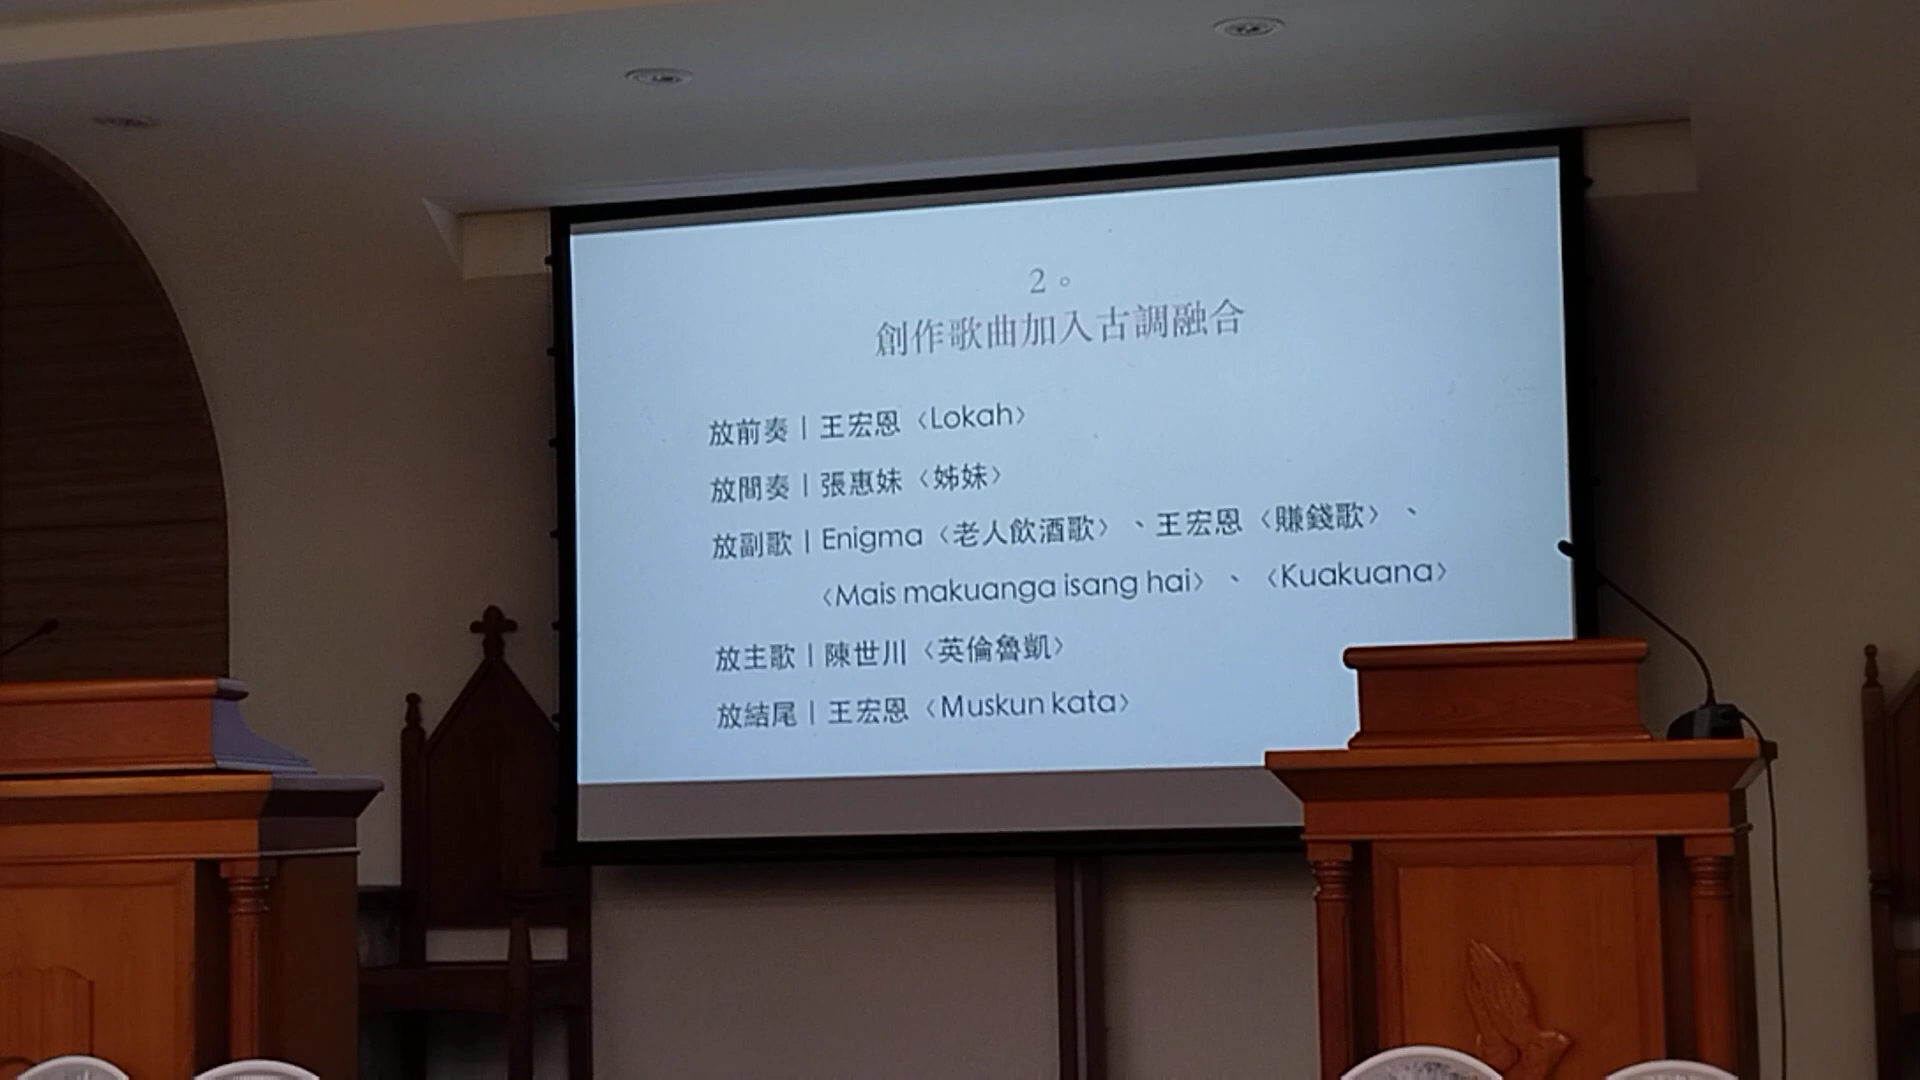 2。
創作歌曲加入古調融合
放前奏｜王宏恩〈Lokah〉
放間奏｜張惠妹〈姊妹〉
放副歌｜Enigma〈老人飲酒歌〉、王宏恩〈賺錢歌〉、
〈Mais makuanga isang hai〉、〈Kuakuana〉
放主歌｜陳世川〈英倫魯凱〉
放結尾｜王宏恩〈Muskun kata〉